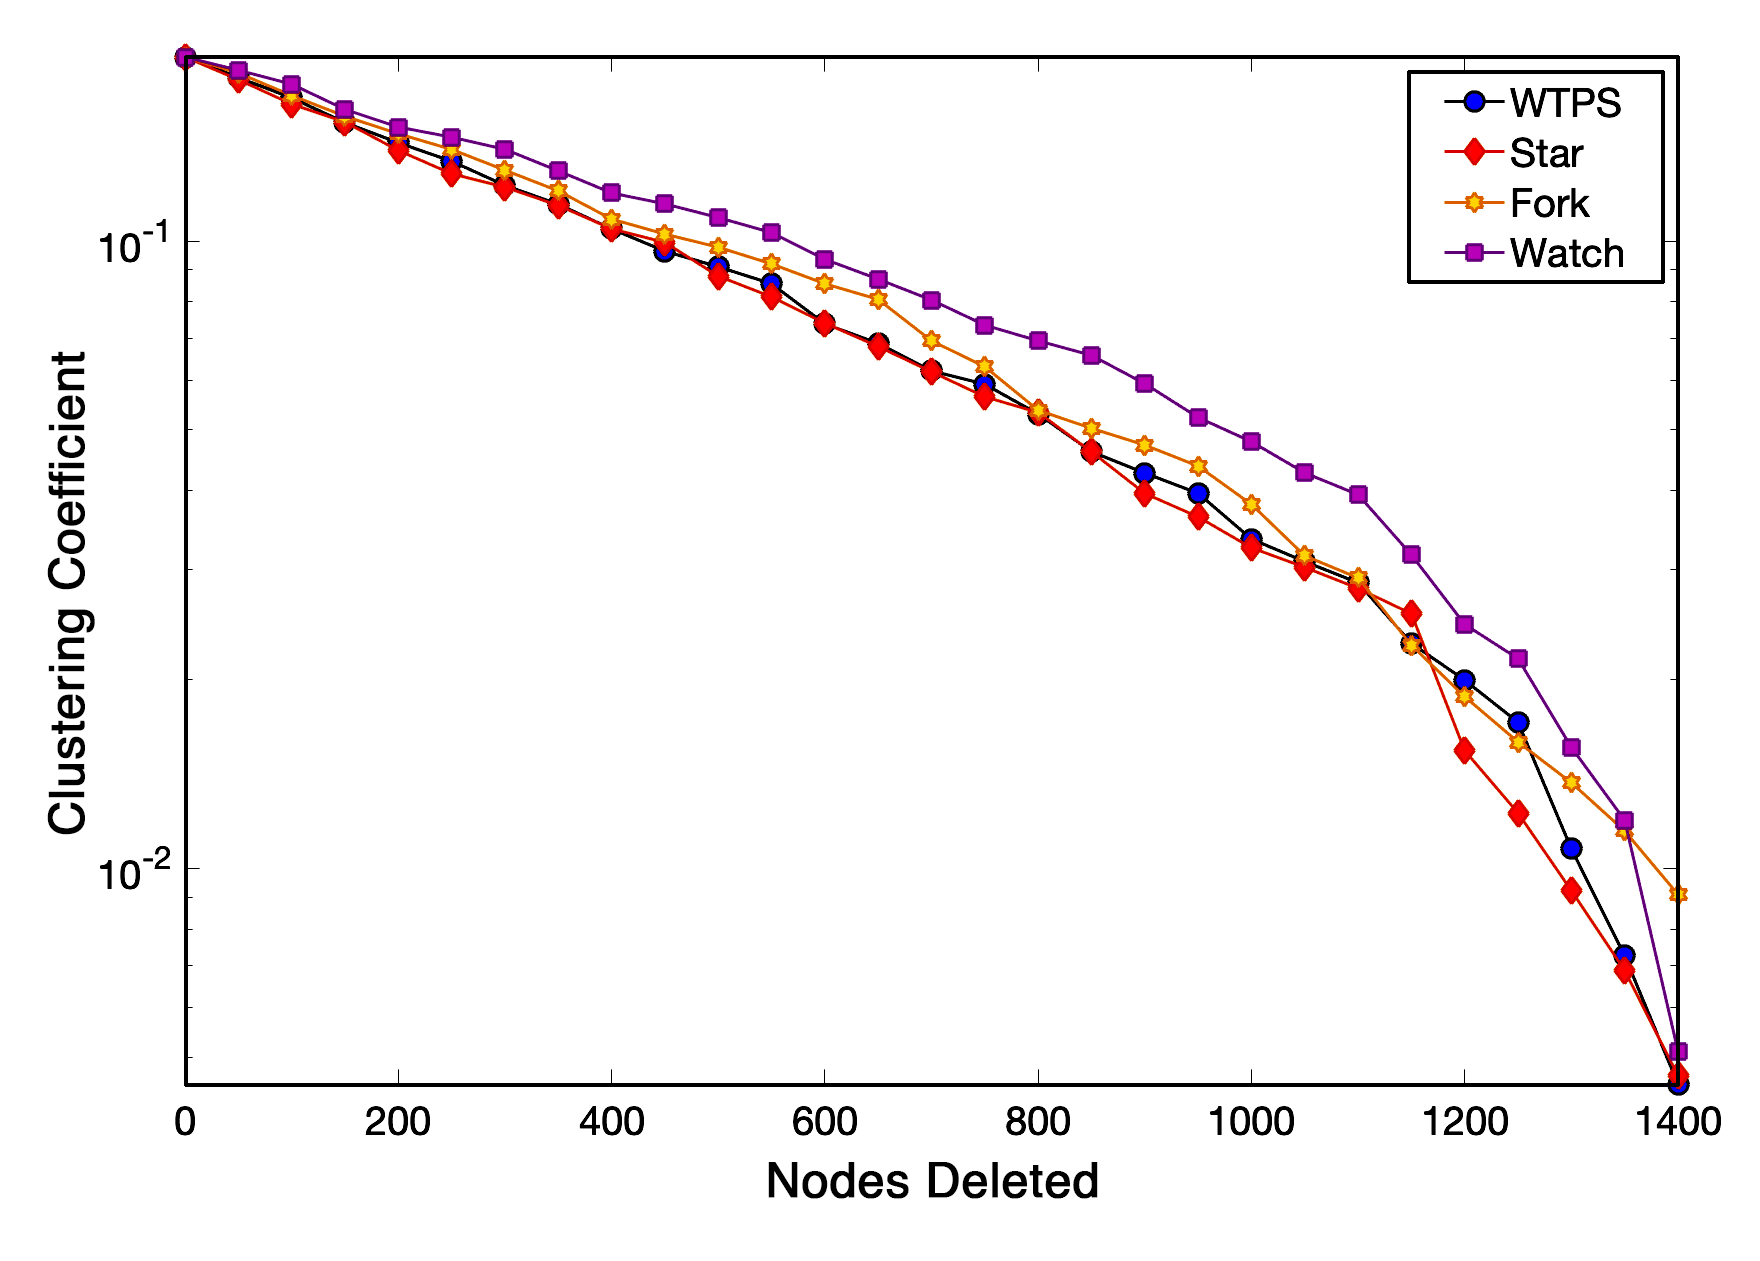 WTPS
Star
Fork
Watch
Clustering Coefficient
10-1
10-2
0 200 400 600 800 1000 1200 1400
Nodes Deleted